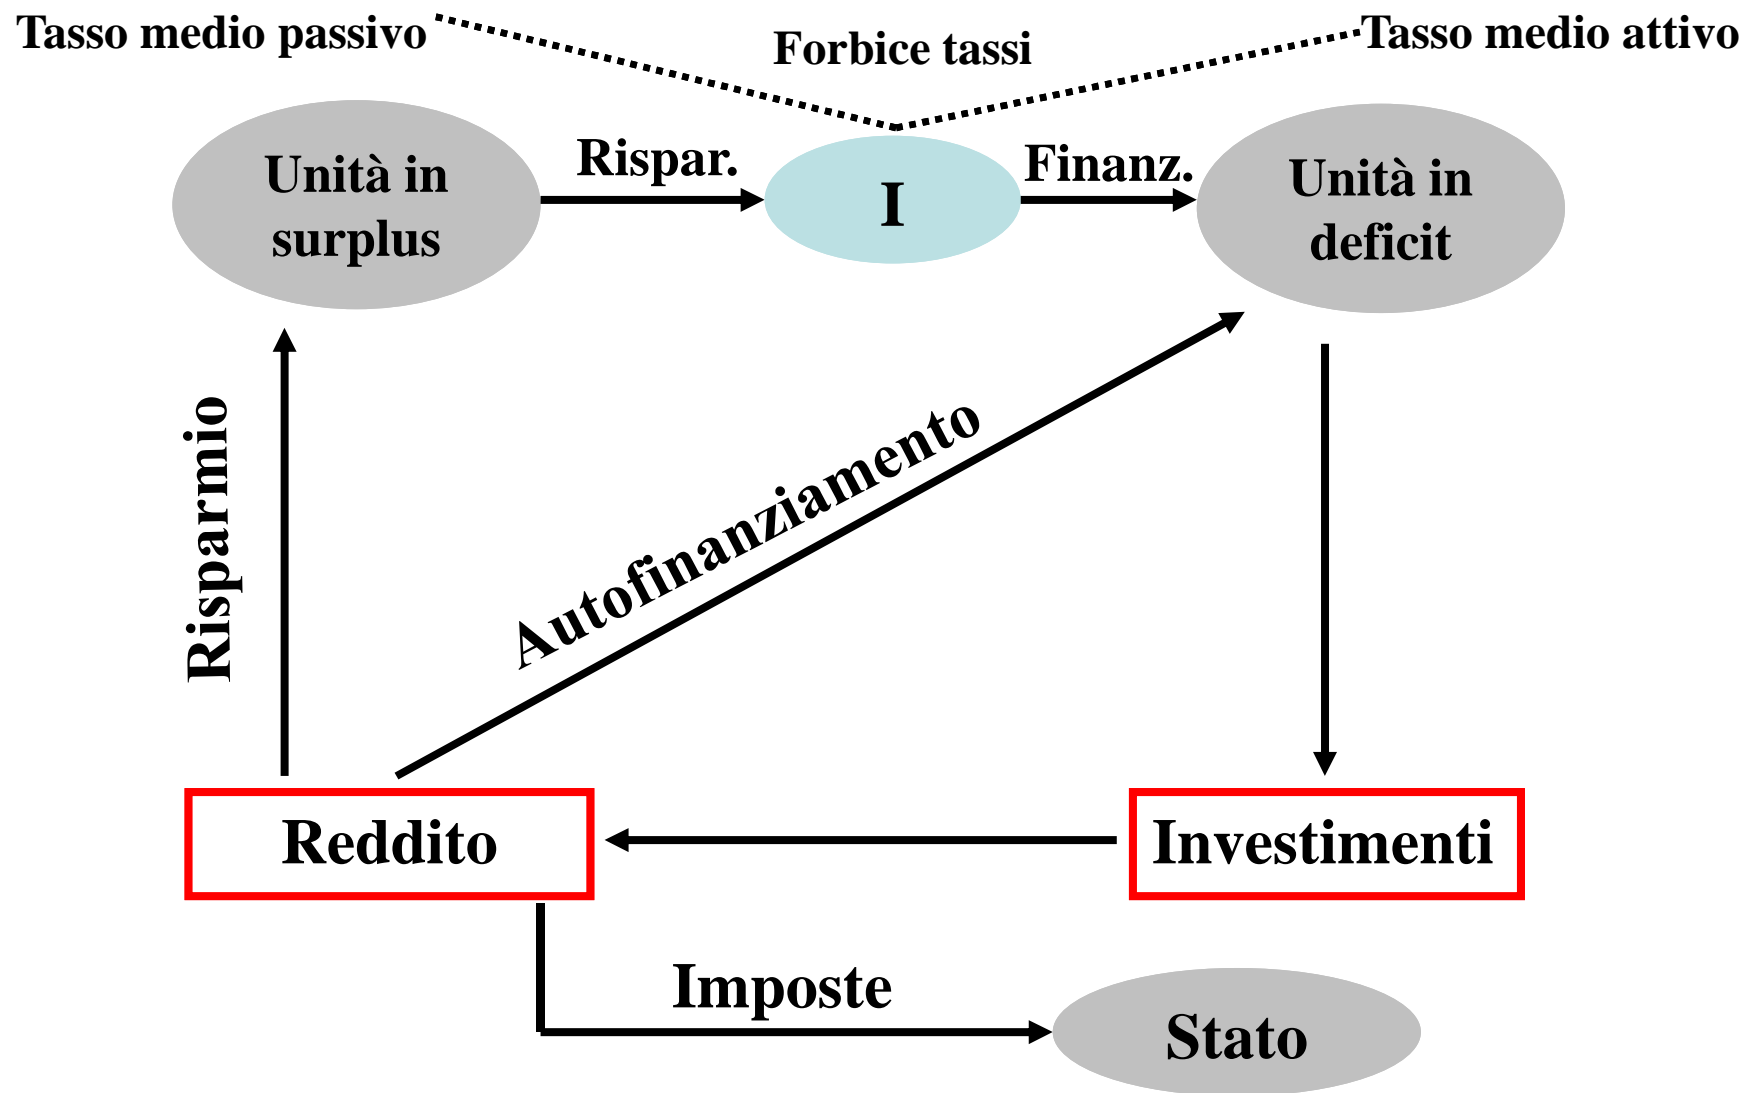 Tasso medio passivo
Forbice tassi
Tasso medio attivo
Unità in
surplus
Rispar.
I
Finanz.
Unità in
deficit
Risparmio
Autofinanziamento
Reddito
Investimenti
Imposte
Stato